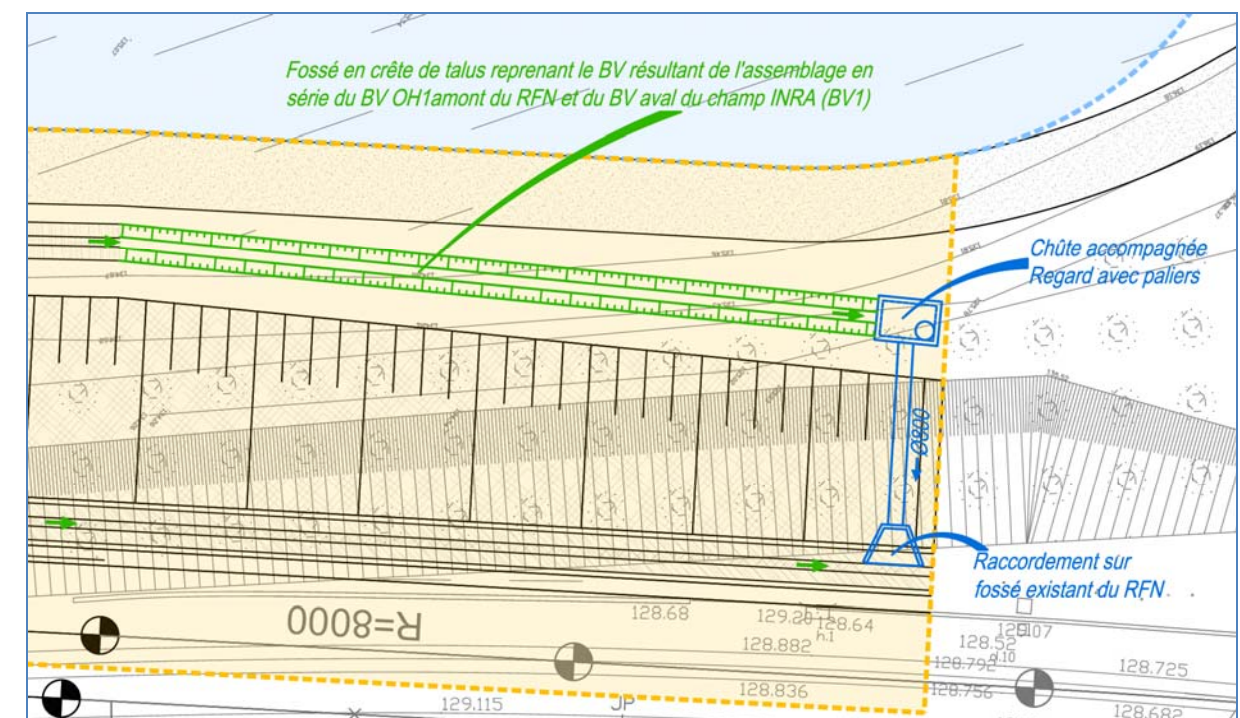 Fossé en crête de talus reprenant le BV résultant de l'assemblage en
série du BV OH1amont du RFN et du BV aval du champ INRA (BV1)
Chûte accompagnée
Regard avec paliers
Ø800
Raccordement sur
fossé existant du RFN
R=8000
128.68
129.20
128.64
h.1
128.882
128.52
128.792
128.725
128.836
128.756
128.682
129.115
JP